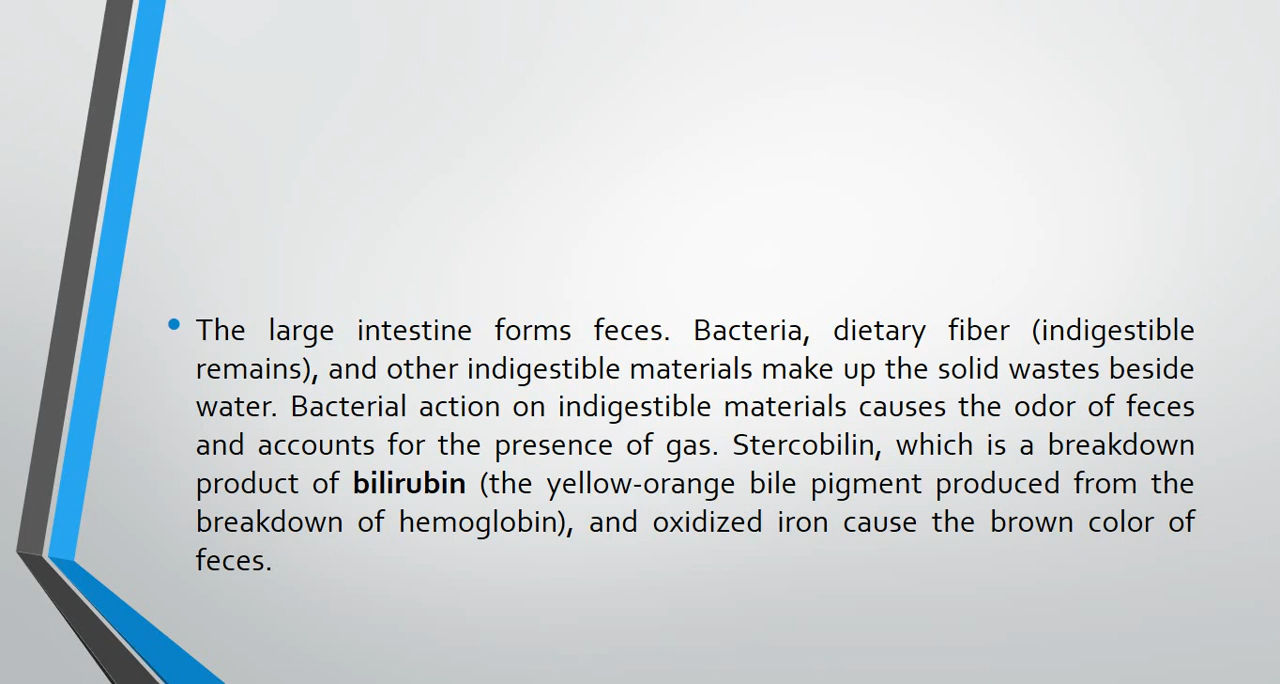 • The large intestine forms feces. Bacteria, dietary fiber (indigestible
remains), and other indigestible materials make up the solid wastes beside
water. Bacterial action on indigestible materials causes the odor of feces
and accounts for the presence of gas. Stercobilin, which is a breakdown
product of bilirubin (the yellow-orange bile pigment produced from the
breakdown of hemoglobin), and oxidized iron cause the brown color of
feces.